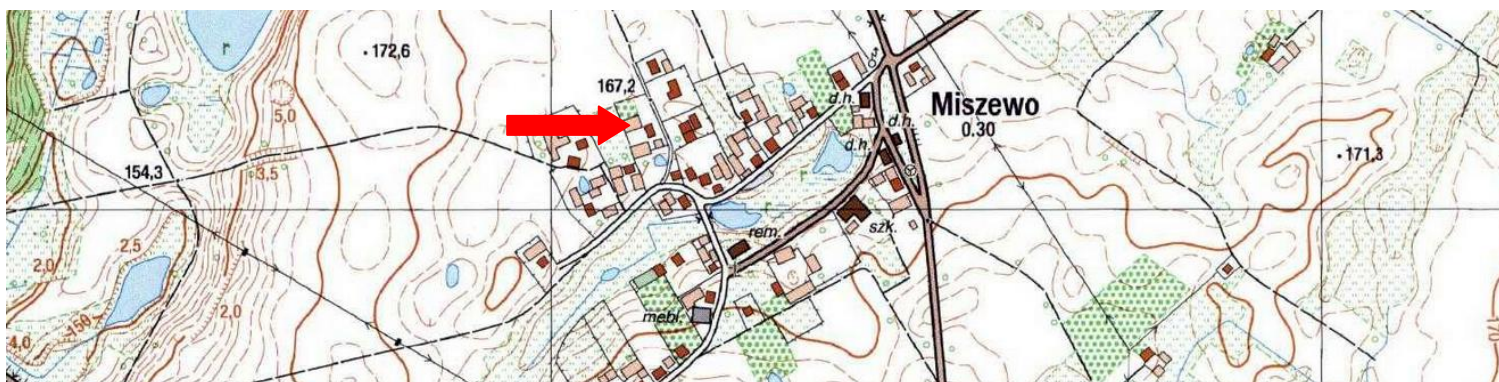 r
172,6
167,2
5,0
d.h.
Miszewo
0.30
d.h.
d.h.
154,3
3,5
r
171,3
r
2,5
rem.
szk.
2,0
2,0
mebl.
150
4,0
170